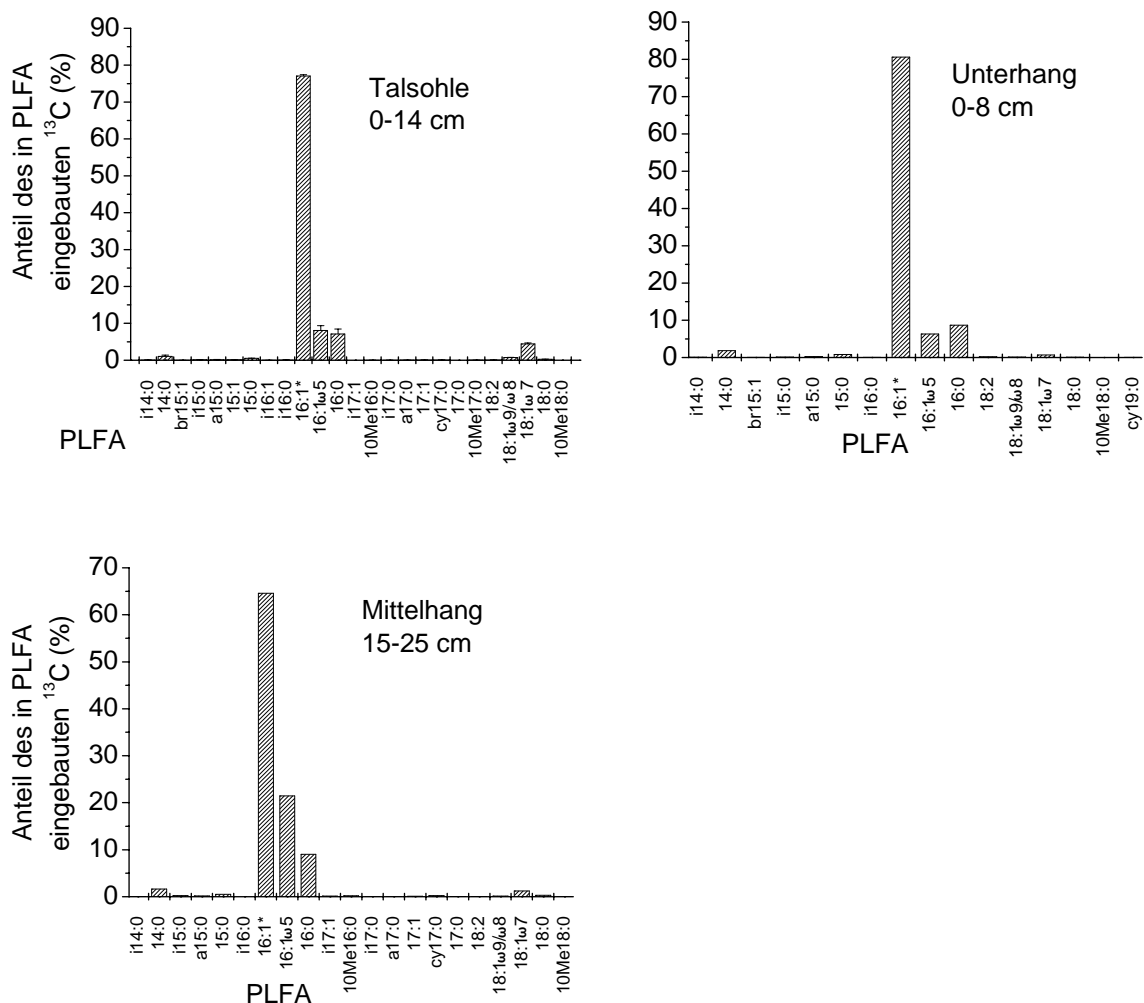 Anteil des in PLFA
eingebauten ¹³C (%)
90
80
70
60
50
40
30
20
10
0
Talsohle
0-14 cm
i14:0
14:0
br15:1
i15:0
a15:0
15:1
15:0
i16:1
i16:0
16:1*
16:1ω5
16:0
i17:1
10Me16:0
i17:0
a17:0
17:1
cy17:0
17:0
10Me17:0
18:2
18:1ω9/ω8
18:1ω7
18:0
10Me18:0
PLFA
90
80
70
60
50
40
30
20
10
0
Unterhang
0-8 cm
i14:0
14:0
br15:1
i15:0
a15:0
15:0
i16:0
16:1*
16:1ω5
16:0
18:2
18:1ω9/ω8
18:1ω7
18:0
10Me18:0
cy19:0
PLFA
Anteil des in PLFA
eingebauten ¹³C (%)
70
60
50
40
30
20
10
0
Mittelhang
15-25 cm
i14:0
14:0
i15:0
a15:0
15:0
i16:0
16:1*
16:1ω5
16:0
i17:1
10Me16:0
i17:0
a17:0
17:1
cy17:0
17:0
18:2
18:1ω9/ω8
18:1ω7
18:0
10Me18:0
PLFA